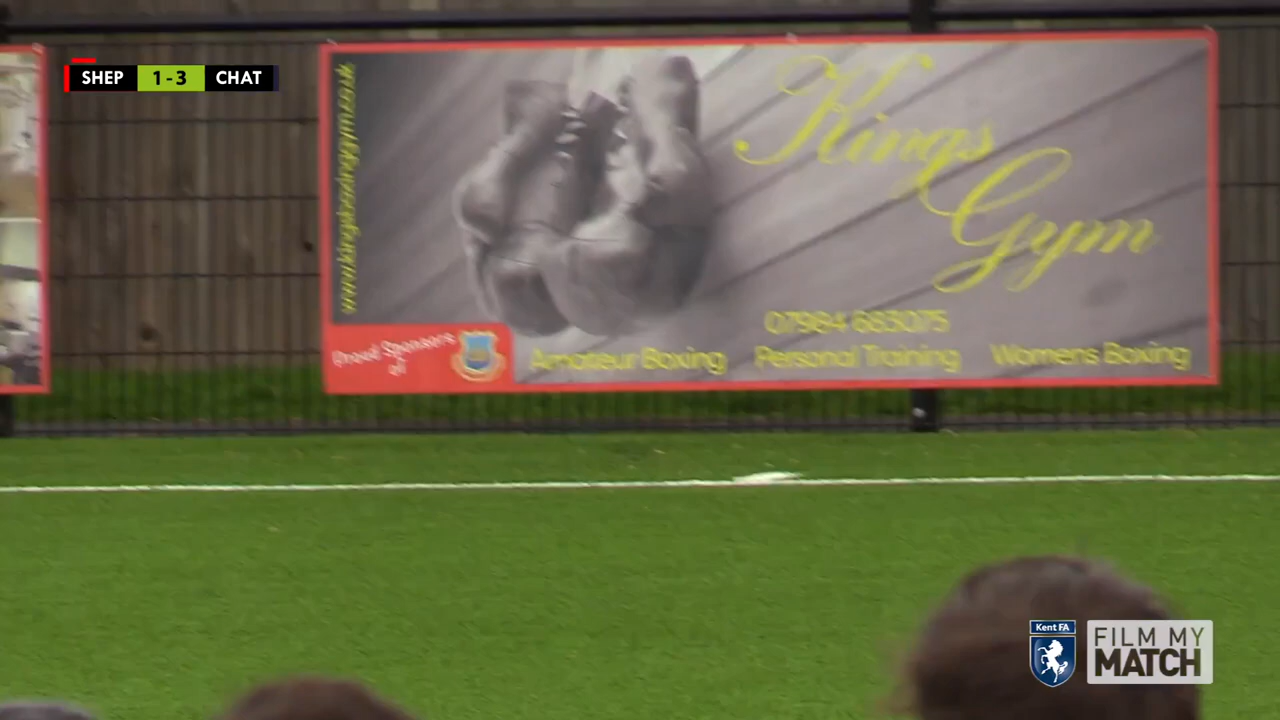 SHEP 1-3 CHAT
Kings
Gym
07984 683075
Amateur Boxing Personal Training Womens Boxing
Proud Sponsors
of
Kent FA
FILM MY
MATCH